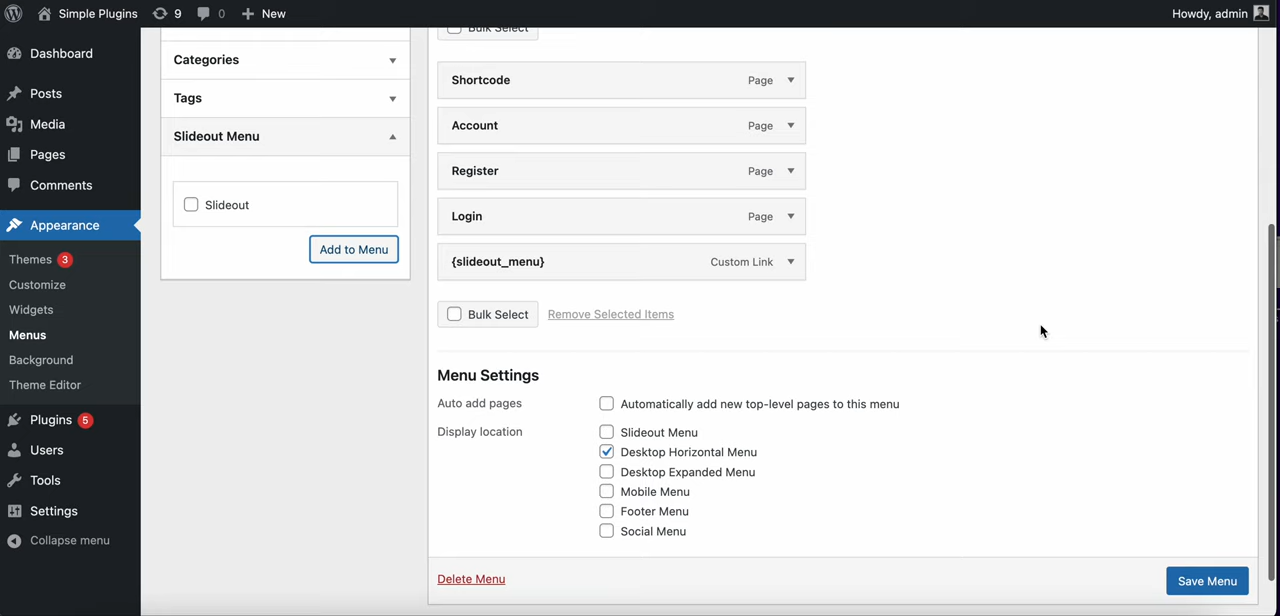 Simple Plugins 9 0 New Howdy, admin
Dashboard
Posts
Media
Pages
Comments
Appearance
Themes 3
Customize
Widgets
Menus
Background
Theme Editor
Plugins 5
Users
Tools
Settings
Collapse menu
Categories
Tags
Slideout Menu
Slideout
Add to Menu
Bulk Select
Shortcode Page
Account Page
Register Page
Login Page
{slideout_menu} Custom Link
Bulk Select Remove Selected Items
Menu Settings
Auto add pages Automatically add new top-level pages to this menu
Display location Slideout Menu
Desktop Horizontal Menu
Desktop Expanded Menu
Mobile Menu
Footer Menu
Social Menu
Delete Menu Save Menu